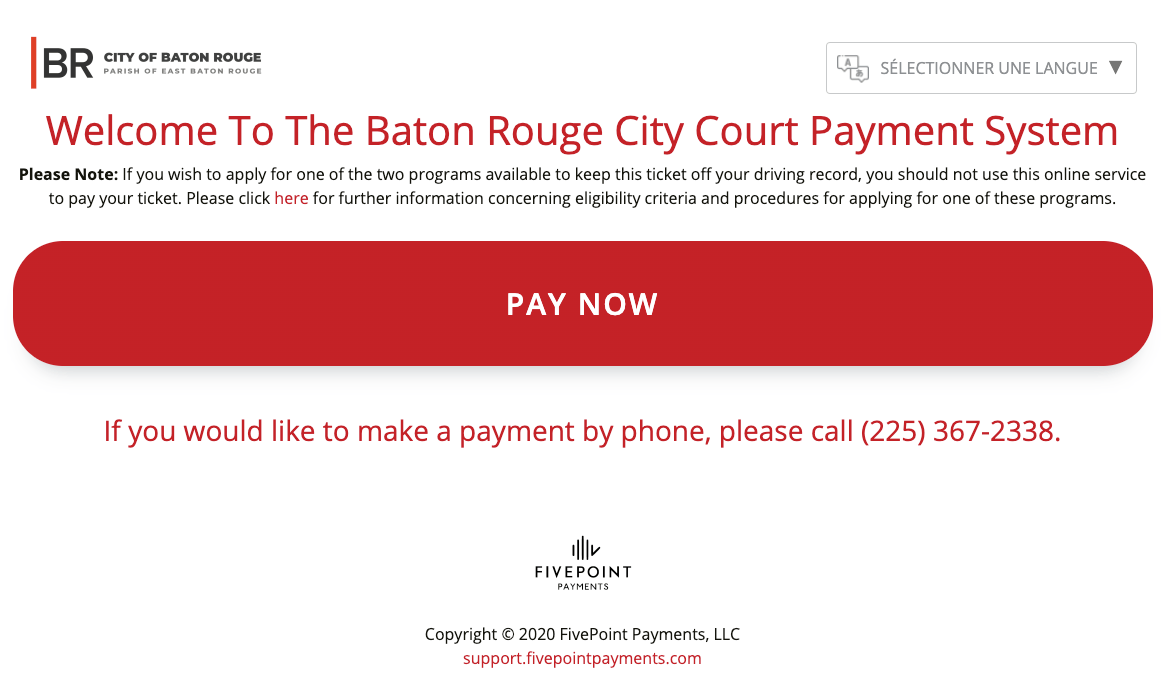 BR CITY OF BATON ROUGE
PARISH OF EAST BATON ROUGE
SÉLECTIONNER UNE LANGUE ▼
Welcome To The Baton Rouge City Court Payment System
Please Note: If you wish to apply for one of the two programs available to keep this ticket off your driving record, you should not use this online service
to pay your ticket. Please click here for further information concerning eligibility criteria and procedures for applying for one of these programs.
PAY NOW
If you would like to make a payment by phone, please call (225) 367-2338.
FIVEPOINT
PAYMENTS
Copyright © 2020 FivePoint Payments, LLC
support.fivepointpayments.com